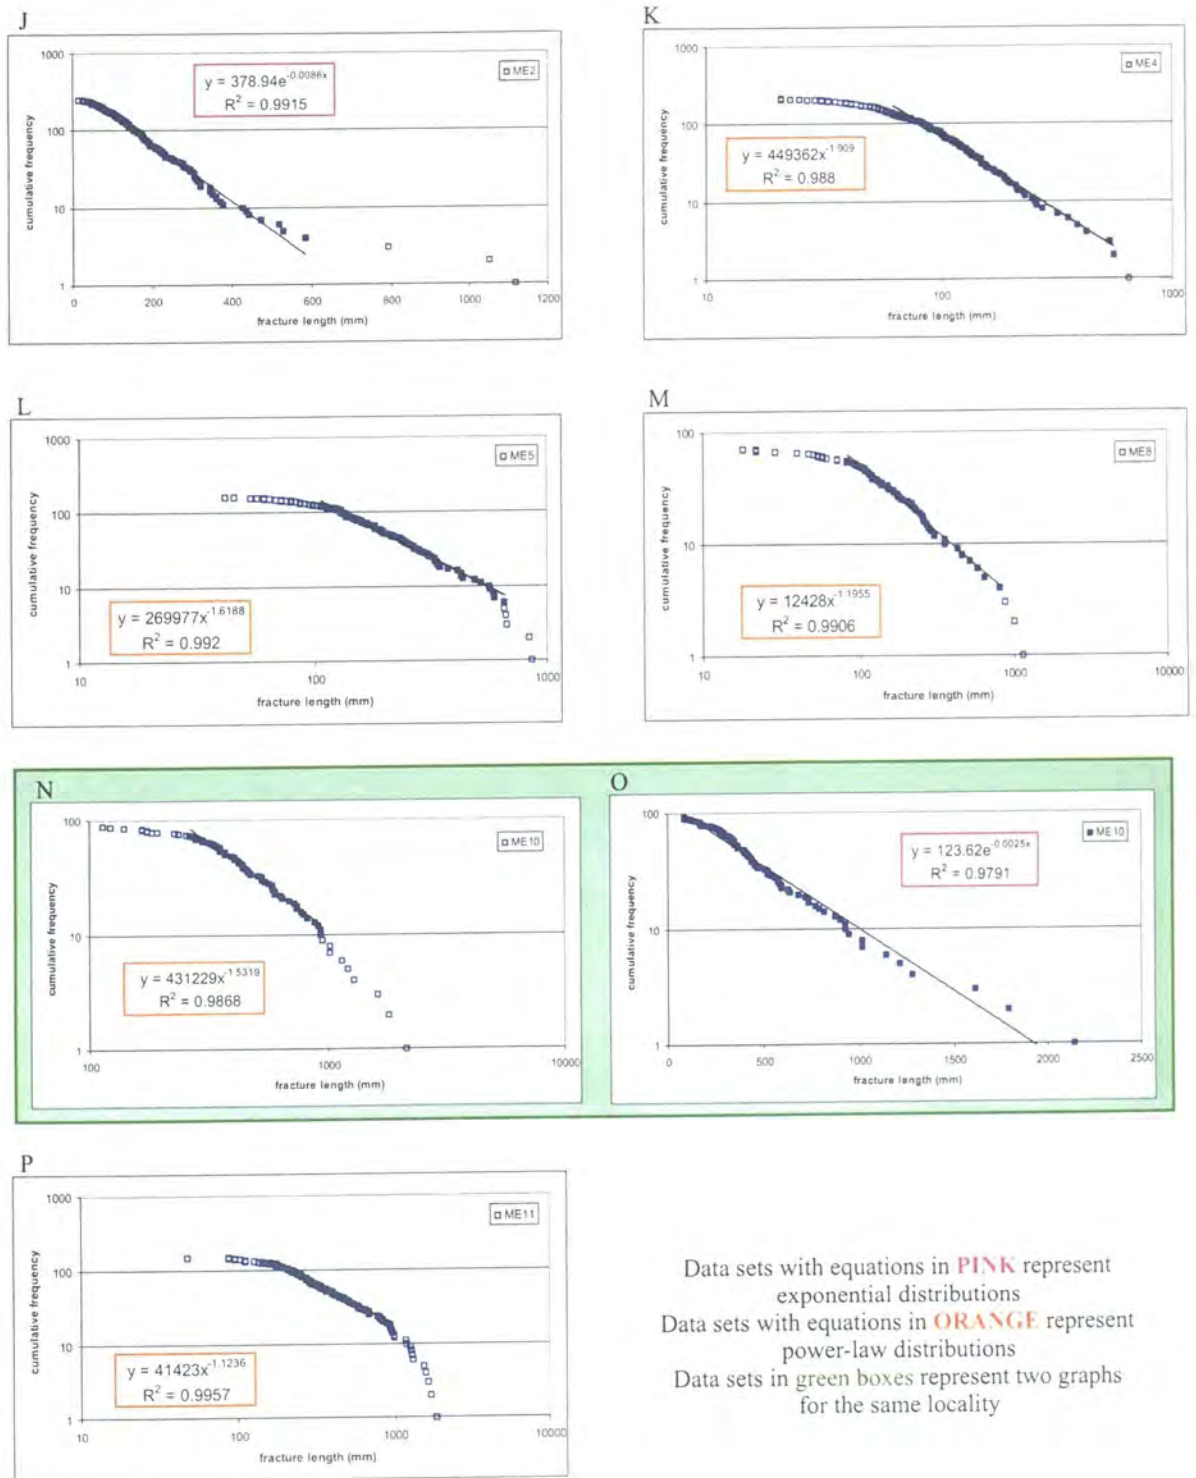 J
1000
100
10
1
cumulative frequency
y = 378.94e^-0.0086x
R² = 0.9915
ME2
0 200 400 600 800 1000 1200
fracture length (mm)
K
1000
100
10
1
cumulative frequency
y = 449362x^-1.909
R² = 0.988
ME4
10 100 1000
fracture length (mm)
L
1000
100
10
1
cumulative frequency
y = 269977x^-1.6188
R² = 0.992
ME5
10 100 1000
fracture length (mm)
M
100
10
1
cumulative frequency
y = 12428x^-1.1955
R² = 0.9906
ME8
10 100 1000 10000
fracture length (mm)
N
100
10
1
cumulative frequency
y = 431229x^-1.5319
R² = 0.9868
ME10
100 1000 10000
fracture length (mm)
O
100
10
1
cumulative frequency
y = 123.62e^-0.0025x
R² = 0.9791
ME10
0 500 1000 1500 2000 2500
fracture length (mm)
P
1000
100
10
1
cumulative frequency
y = 41423x^-1.1236
R² = 0.9957
ME11
10 100 1000 10000
fracture length (mm)
Data sets with equations in PINK represent
exponential distributions
Data sets with equations in ORANGE represent
power-law distributions
Data sets in green boxes represent two graphs
for the same locality